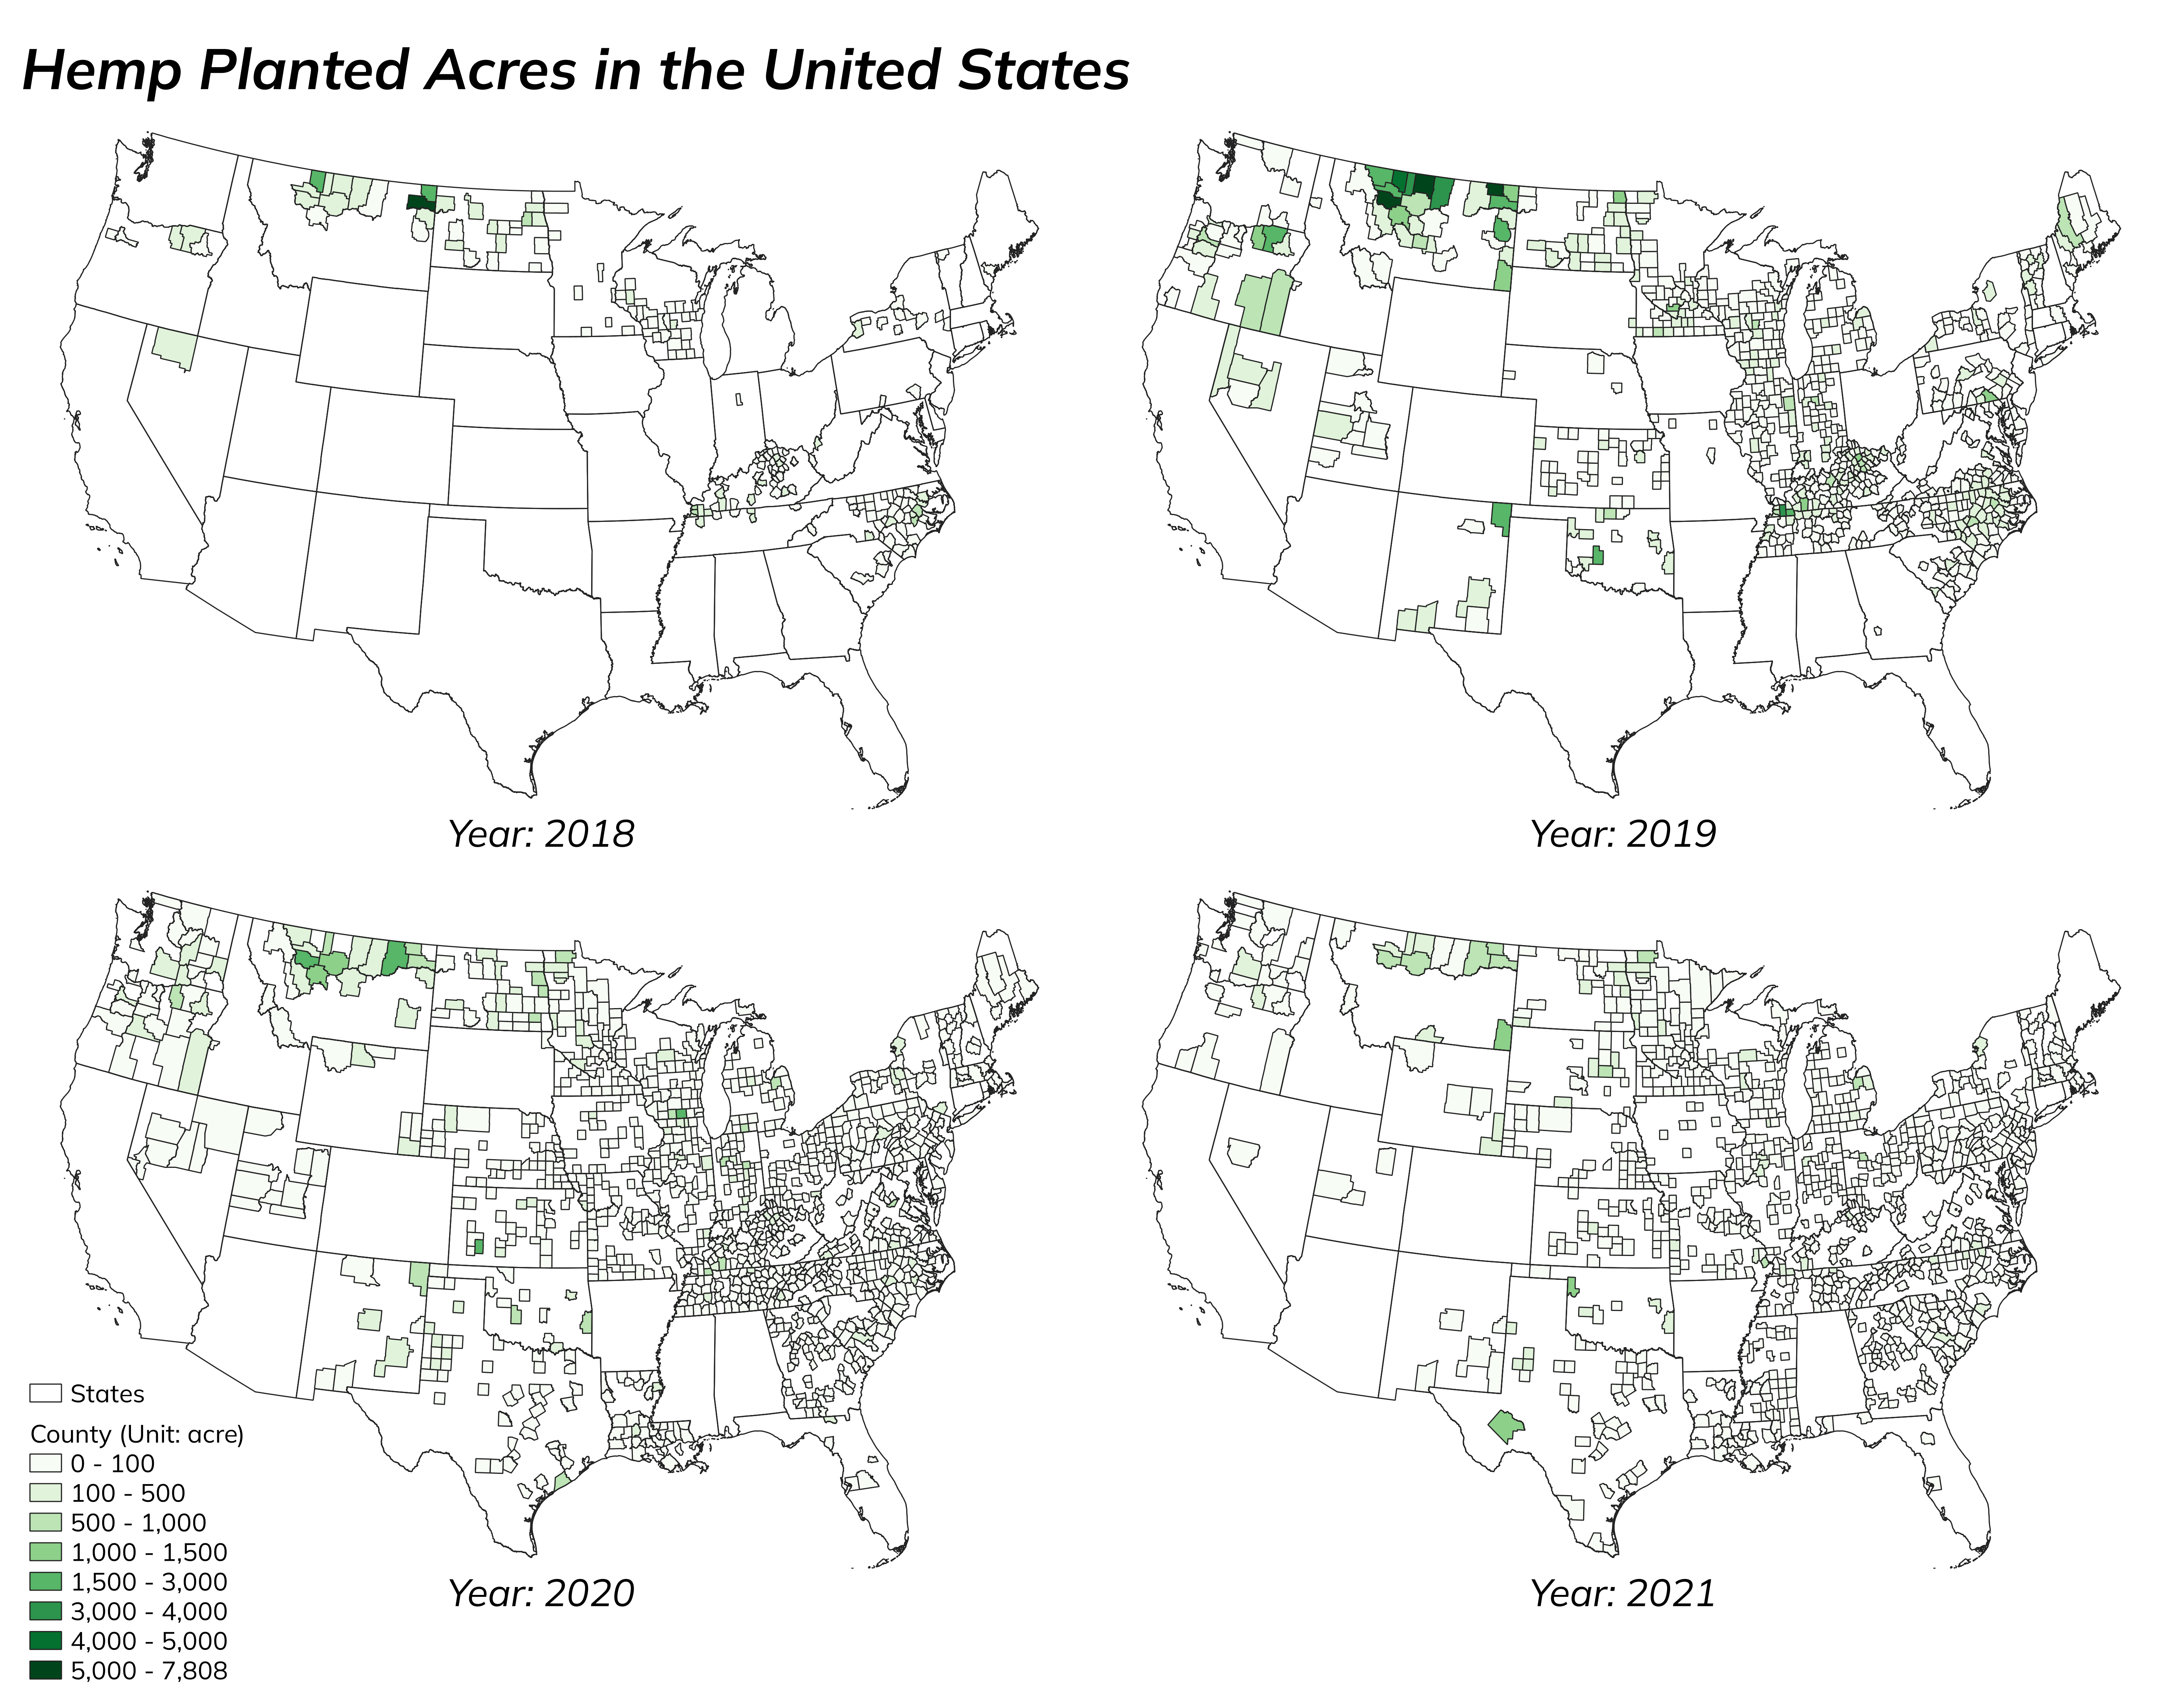 Hemp Planted Acres in the United States
Year: 2018
Year: 2019
States
County (Unit: acre)
0 - 100
100 - 500
500 - 1,000
1,000 - 1,500
1,500 - 3,000
3,000 - 4,000
4,000 - 5,000
5,000 - 7,808
Year: 2020
Year: 2021